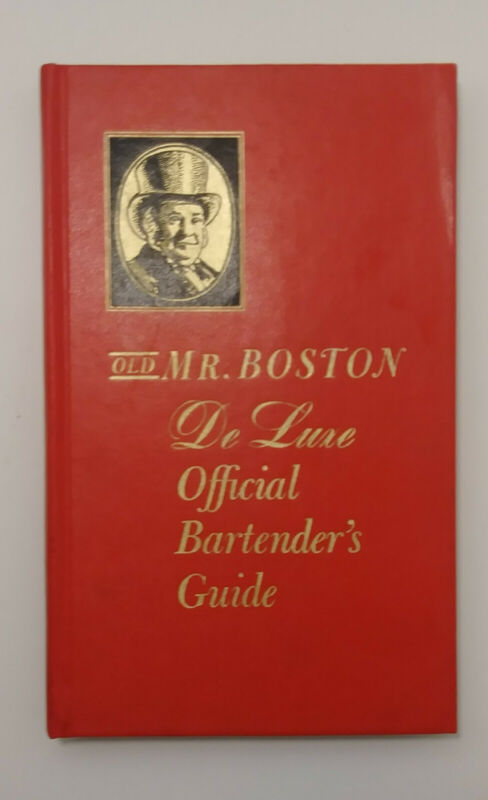 OLD MR. BOSTON
De Luxe
Official
Bartender's
Guide